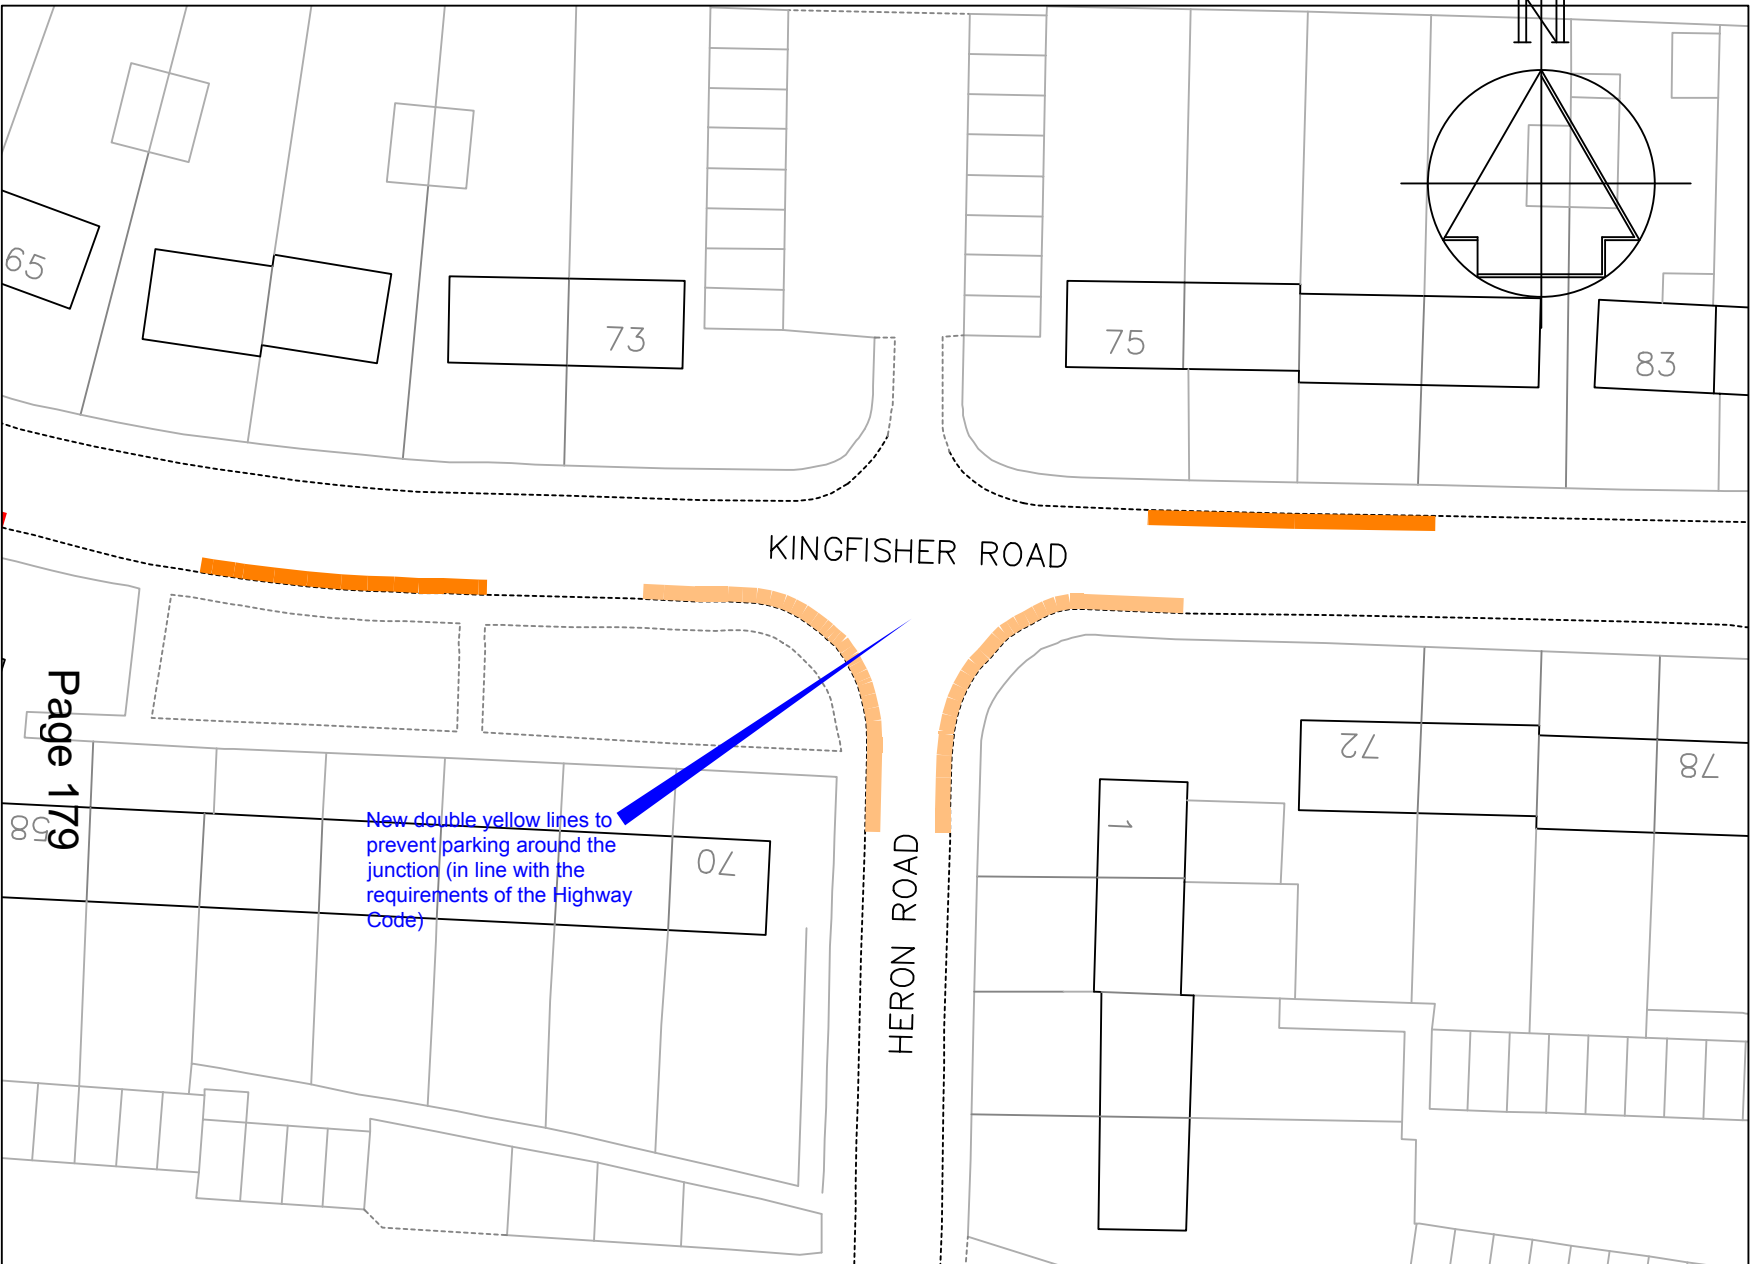 N
65
73
75
83
KINGFISHER ROAD
Page 179
58
New double yellow lines to
prevent parking around the
junction (in line with the
requirements of the Highway
Code)
70
HERON ROAD
1
72
78